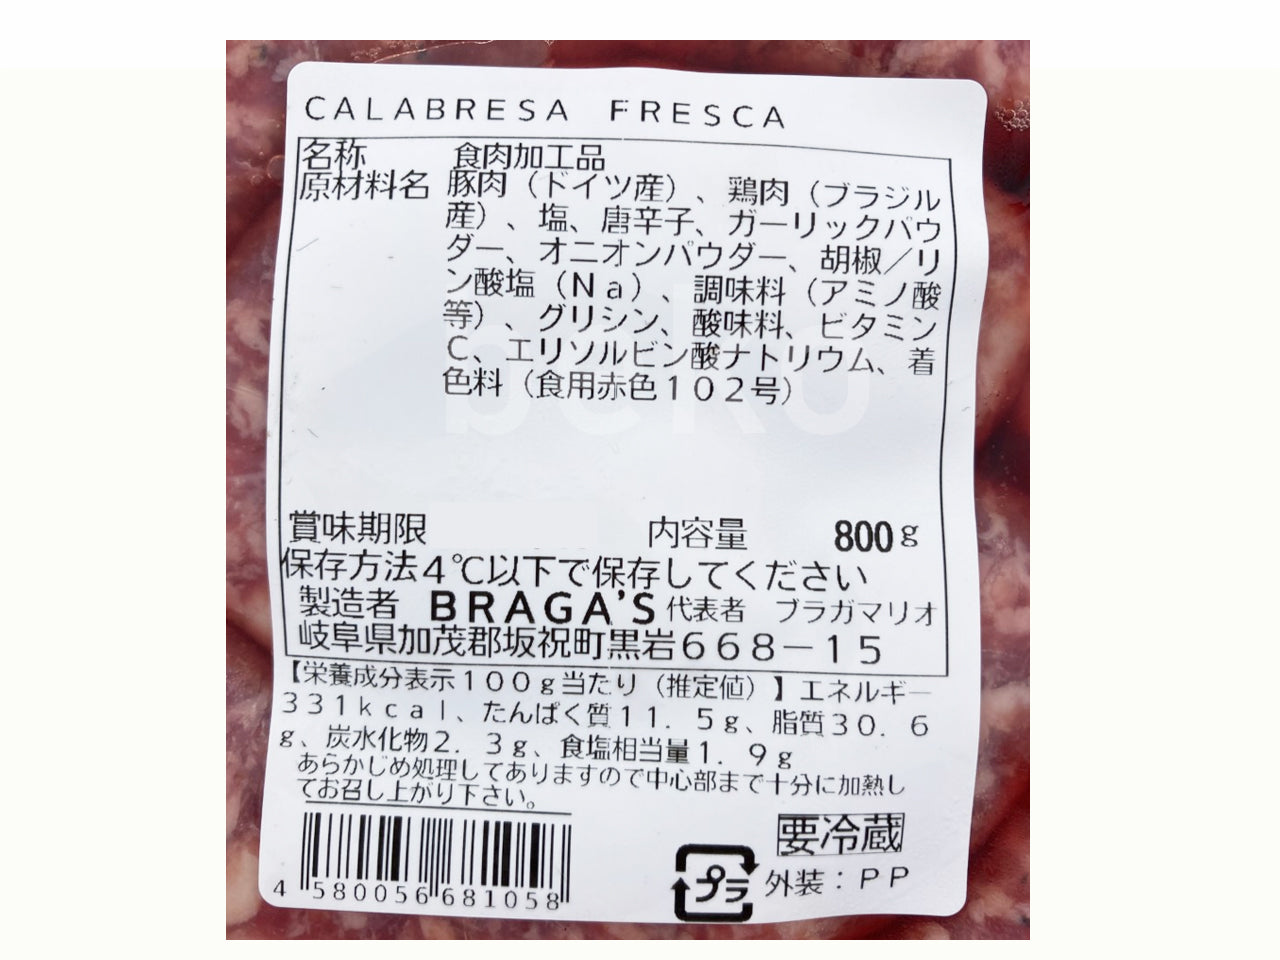 CALABRESA FRESCA
名称 食肉加工品
原材料名 豚肉（ドイツ産）、鶏肉（ブラジル
産）、塩、唐辛子、ガーリックパウ
ダー、オニオンパウダー、胡椒／リ
ン酸塩（Ｎａ）、調味料（アミノ酸
等）、グリシン、酸味料、ビタミン
Ｃ、エリソルビン酸ナトリウム、着
色料（食用赤色１０２号）
beko
賞味期限 内容量 800ｇ
保存方法４℃以下で保存してください
製造者 BRAGA'S 代表者 ブラガマリオ
岐阜県加茂郡坂祝町黒岩６６８－１５
【栄養成分表示１００ｇ当たり（推定値）】エネルギー
３３１ｋｃａｌ、たんぱく質１１．５ｇ、脂質３０．６
ｇ、炭水化物２．３ｇ、食塩相当量１．９ｇ
あらかじめ処理してありますので中心部まで十分に加熱し
てお召し上がり下さい。
要冷蔵
プラ 外装：ＰＰ
4 580056 681058